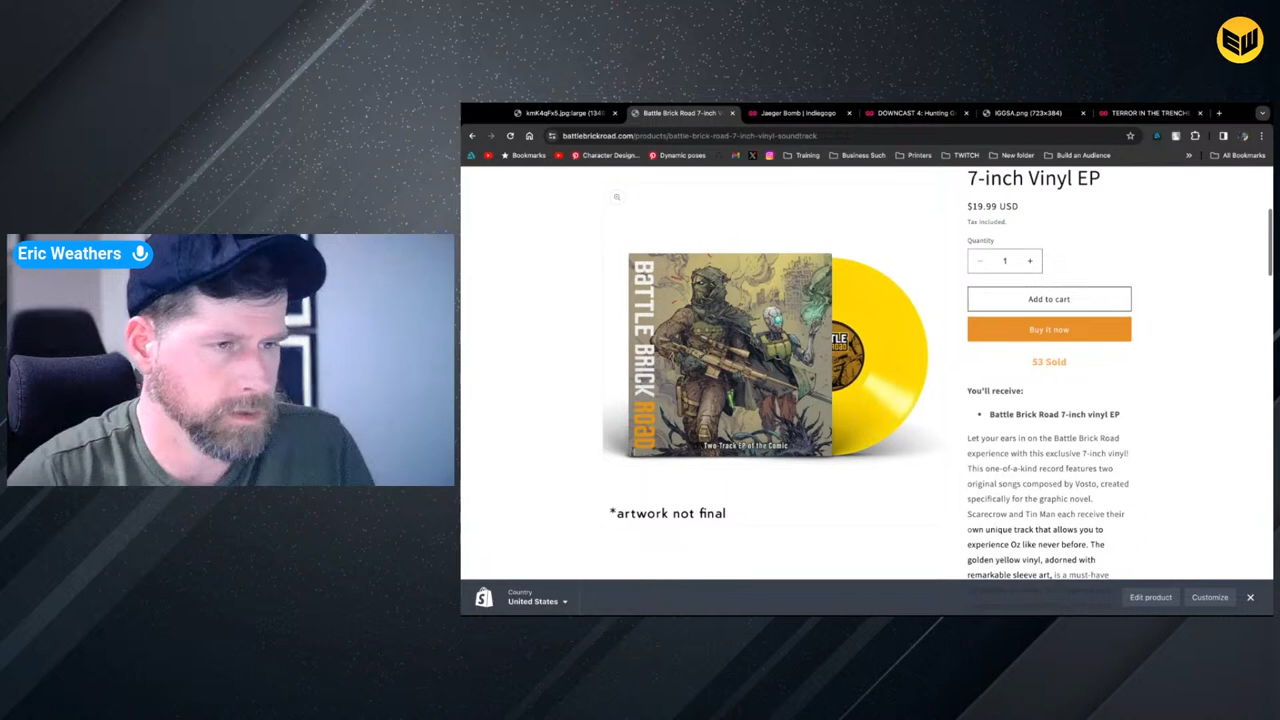 EW
Eric Weathers
kmK4qFx5.jpg:large (1340
Battle Brick Road 7-inch V
Jaeger Bomb | Indiegogo
DOWNCAST 4: Hunting G
IGGSA.png (723×384)
TERROR IN THE TRENCHE
battlebrickroad.com/products/battle-brick-road-7-inch-vinyl-soundtrack
Bookmarks
Character Design...
Dynamic poses
Training
Business Such
Printers
TWITCH
New folder
Build an Audience
All Bookmarks
7-inch Vinyl EP
$19.99 USD
Tax included.
Quantity
− 1 +
Add to cart
Buy it now
53 Sold
You'll receive:
• Battle Brick Road 7-inch vinyl EP
Let your ears in on the Battle Brick Road
experience with this exclusive 7-inch vinyl!
This one-of-a-kind record features two
original songs composed by Vosto, created
specifically for the graphic novel.
Scarecrow and Tin Man each receive their
own unique track that allows you to
experience Oz like never before. The
golden yellow vinyl, adorned with
remarkable sleeve art, is a must-have
BATTLE BRICK ROAD
Two-Track EP of the Comic
*artwork not final
Country
United States
Edit product
Customize